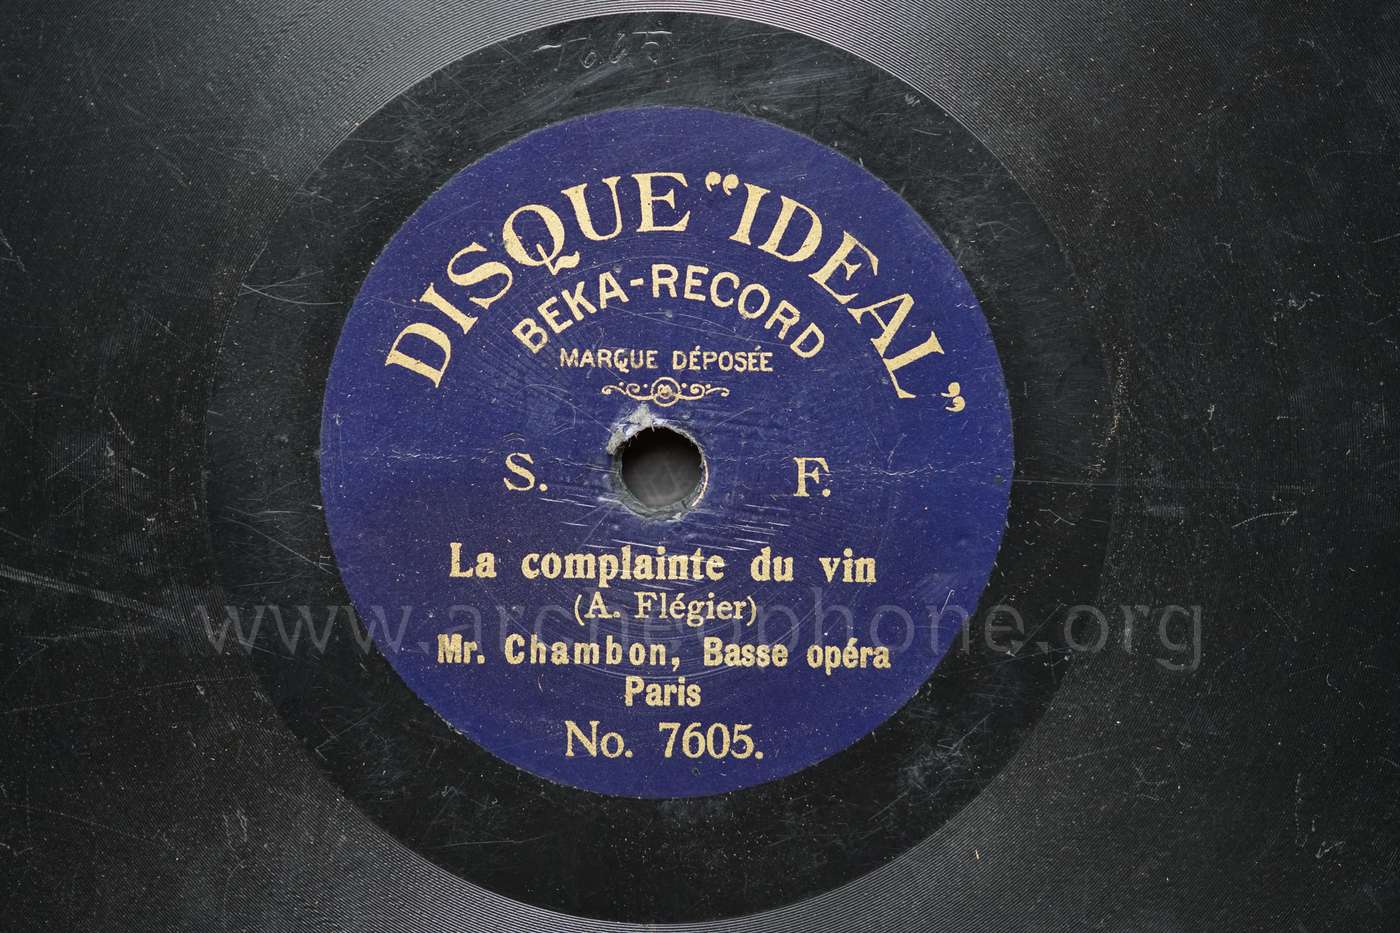 DISQUE "IDEAL"
BEKA-RECORD
MARQUE DÉPOSÉE
S. F.
La complainte du vin
(A. Flégier)
www.archeophone.org
Mr. Chambon, Basse opéra
Paris
No. 7605.